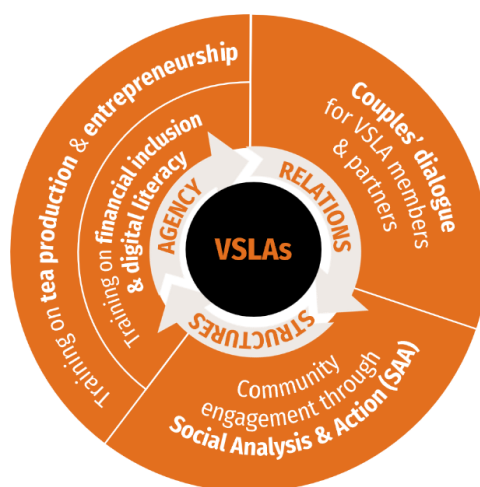 VSLAs
AGENCY
RELATIONS
STRUCTURES
Training on tea production & entrepreneurship
Training on financial inclusion
& digital literacy
Couples' dialogue
for VSLA members
& partners
Community
engagement through
Social Analysis & Action (SAA)